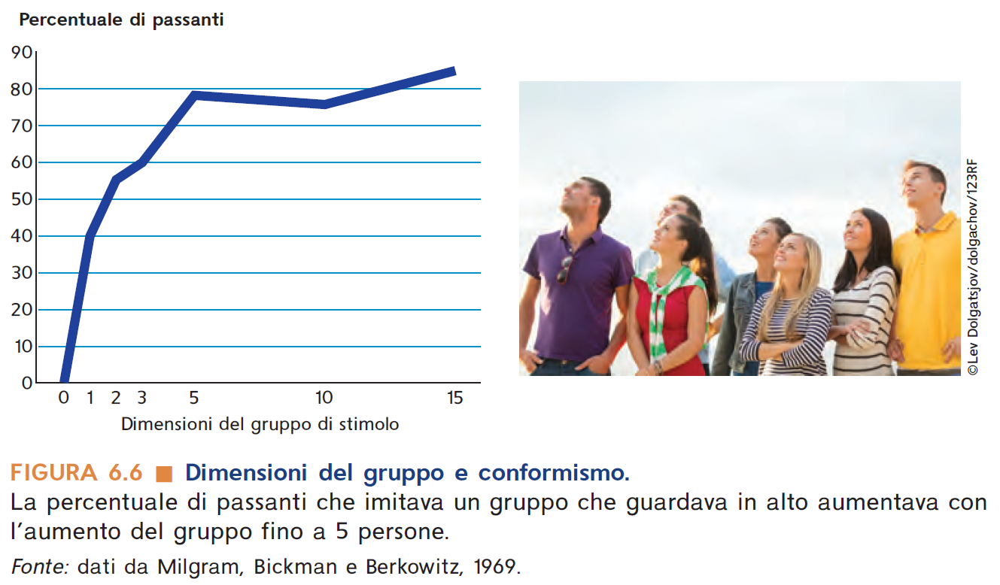 Percentuale di passanti
90
80
70
60
50
40
30
20
10
0
0 1 2 3 5 10 15
Dimensioni del gruppo di stimolo
©Lev Dolgatsjov/dolgachov/123RF
FIGURA 6.6 ■ Dimensioni del gruppo e conformismo.
La percentuale di passanti che imitava un gruppo che guardava in alto aumentava con
l’aumento del gruppo fino a 5 persone.
Fonte: dati da Milgram, Bickman e Berkowitz, 1969.